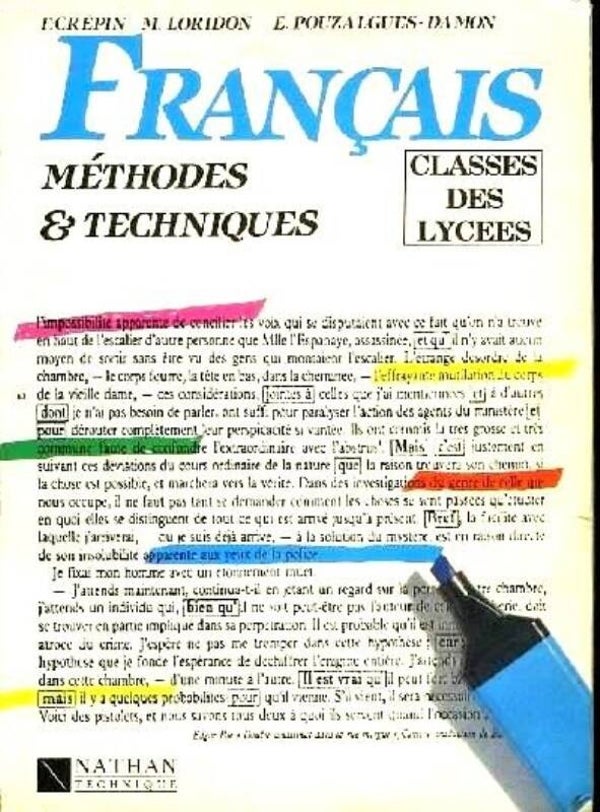 F.CREPIN M. LORIDON E. POUZALGUES-DAMON
FRANÇAIS
MÉTHODES
& TECHNIQUES
CLASSES
DES
LYCEES
l'impossibilité apparente de concilier les voix qui se disputaient avec ce fait qu'on n'a trouvé
en haut de l'escalier d'autre personne que Mlle l'Espanaye, assassinée, et qu'il n'y avait aucun
moyen de sortir sans être vu des gens qui montaient l'escalier. L'étrange désordre de la
chambre, – le corps fourré, la tête en bas, dans la cheminée, – l'effrayante mutilation du corps
de la vieille dame, – ces considérations, jointes à celles que j'ai mentionnées et à d'autres
dont je n'ai pas besoin de parler, ont suffi pour paralyser l'action des agents du ministère et
pour dérouter complètement leur perspicacité si vantée. Ils ont commis la très grosse et très
commune faute de confondre l'extraordinaire avec l'abstrus. Mais c'est justement en
suivant ces déviations du cours ordinaire de la nature que la raison trouvera son chemin, si
la chose est possible, et marchera vers la vérité. Dans des investigations du genre de celle qui
nous occupe, il ne faut pas tant se demander comment les choses se sont passées qu'étudier
en quoi elles se distinguent de tout ce qui est arrivé jusqu'à présent. Bref, la facilité avec
laquelle j'arriverai, ou je suis déjà arrivé, – à la solution du mystère, est en raison directe
de son insolubilité apparente aux yeux de la police.
Je fixai mon homme avec un étonnement muet.
– J'attends maintenant, continua-t-il en jetant un regard sur la porte tre chambre,
j'attends un individu qui, bien qu'il ne soit peut-être pas l'auteur de cette erie, doit
se trouver en partie impliqué dans sa perpétration. Il est probable qu'il est
atroce du crime. J'espère ne pas me tromper dans cette hypothèse; car
hypothèse que je fonde l'espérance de déchiffrer l'énigme entière. J'attends
dans cette chambre, – d'une minute à l'autre. Il est vrai qu'il peut fort
mais il y a quelques probabilités pour qu'il vienne. S'il vient, il sera nécessaire
Voici des pistolets, et nous savons tous deux à quoi ils servent quand l'occasion
Edgar Poe « Double assassinat dans la rue morgue »
NATHAN
TECHNIQUE